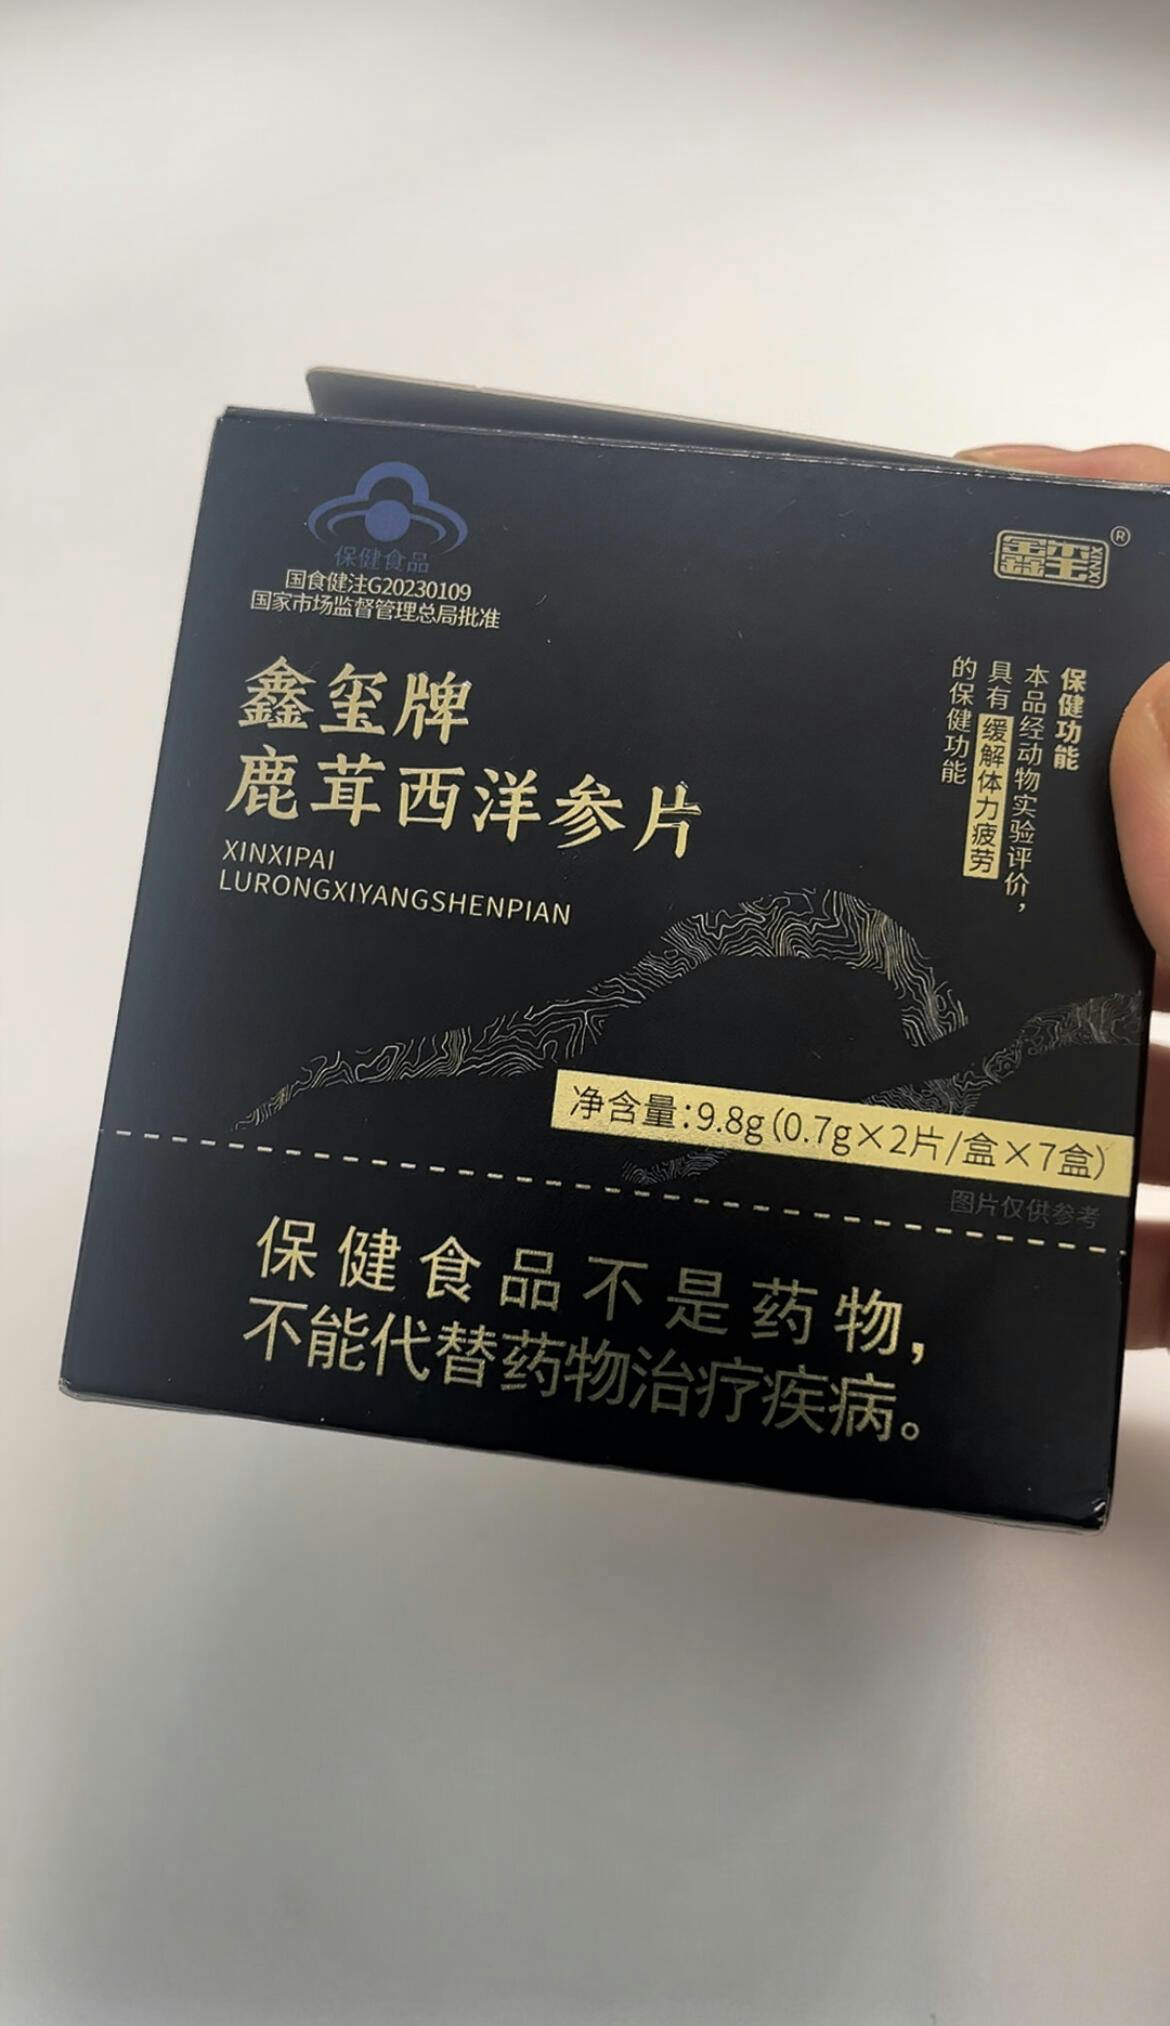 保健食品
国食健注G20230109
国家市场监督管理总局批准
鑫玺
XINXI
®
鑫玺牌
鹿茸西洋参片
XINXIPAI
LURONGXIYANGSHENPIAN
保健功能
本品经动物实验评价，
具有缓解体力疲劳
的保健功能
净含量:9.8g(0.7g×2片/盒×7盒)
图片仅供参考
保健食品不是药物，
不能代替药物治疗疾病。